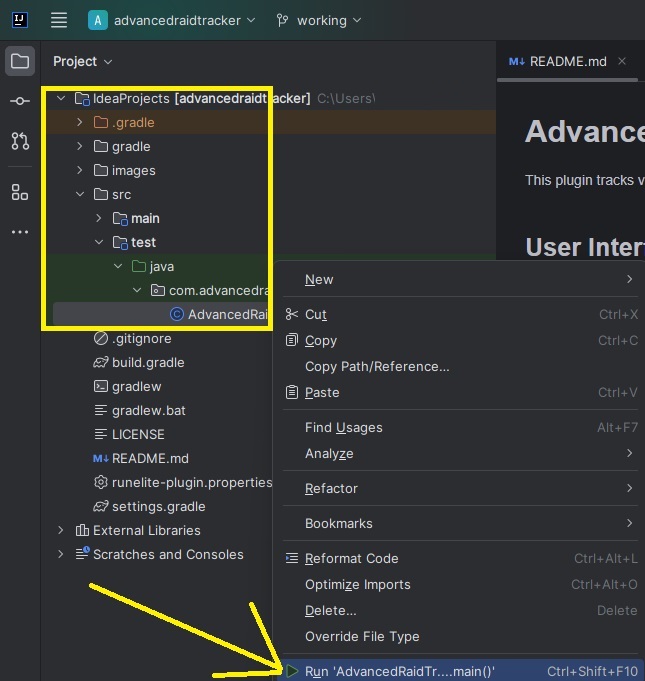 IJ A advancedraidtracker working
Project
README.md
IdeaProjects [advancedraidtracker] C:\Users\
.gradle
gradle
images
src
main
test
java
com.advancedra
AdvancedRai
.gitignore
build.gradle
gradlew
gradlew.bat
LICENSE
README.md
runelite-plugin.properties
settings.gradle
External Libraries
Scratches and Consoles
Advance
This plugin tracks v
User Inter
New
Cut Ctrl+X
Copy Ctrl+C
Copy Path/Reference...
Paste Ctrl+V
Find Usages Alt+F7
Analyze
Refactor
Bookmarks
Reformat Code Ctrl+Alt+L
Optimize Imports Ctrl+Alt+O
Delete... Delete
Override File Type
Run 'AdvancedRaidTr....main()' Ctrl+Shift+F10